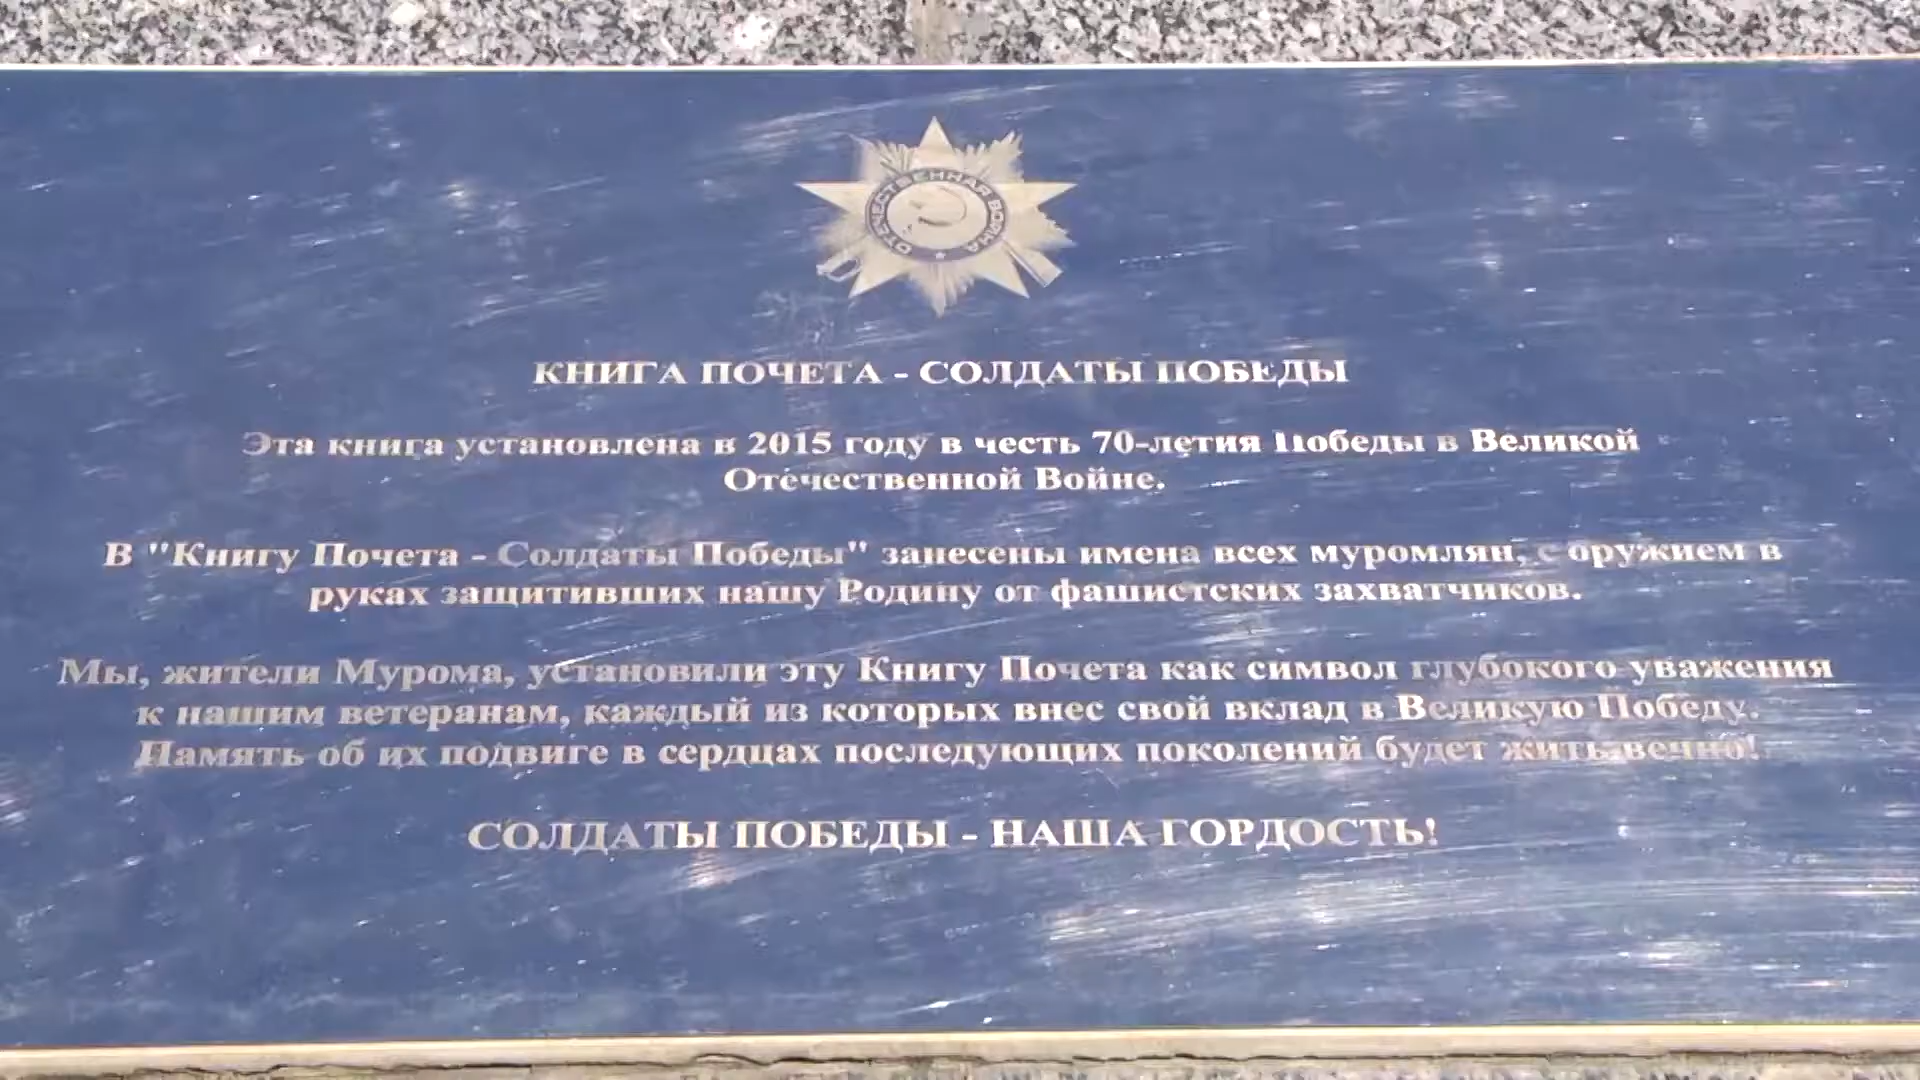 ОТЕЧЕСТВЕННАЯ ВОЙНА
КНИГА ПОЧЕТА - СОЛДАТЫ ПОБЕДЫ
Эта книга установлена в 2015 году в честь 70-летия Победы в Великой
Отечественной Войне.
В "Книгу Почета - Солдаты Победы" занесены имена всех муромлян, с оружием в
руках защитивших нашу Родину от фашистских захватчиков.
Мы, жители Мурома, установили эту Книгу Почета как символ глубокого уважения
к нашим ветеранам, каждый из которых внес свой вклад в Великую Победу.
Память об их подвиге в сердцах последующих поколений будет жить вечно!
СОЛДАТЫ ПОБЕДЫ - НАША ГОРДОСТЬ!